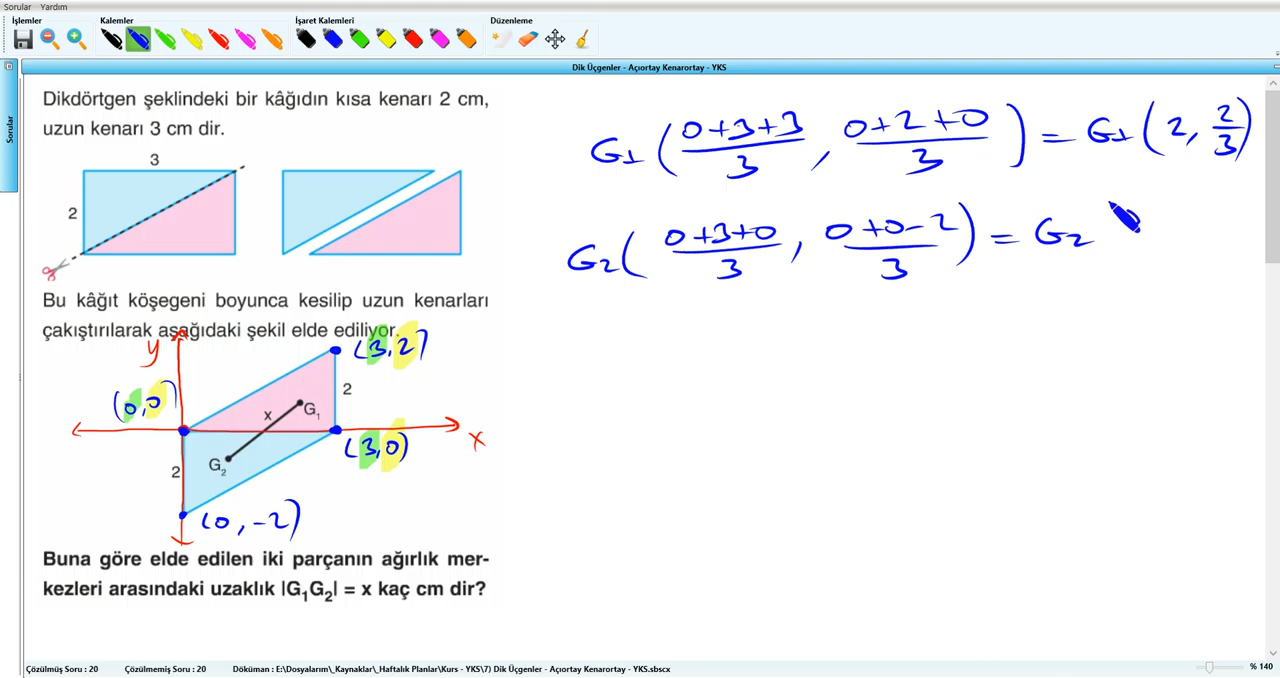 Sorular Yardım
İşlemler Kalemler İşaret Kalemleri Düzenleme
Dik Üçgenler - Açıortay Kenarortay - YKS
Sorular
Dikdörtgen şeklindeki bir kâğıdın kısa kenarı 2 cm,
uzun kenarı 3 cm dir.
3
2
Bu kâğıt köşegeni boyunca kesilip uzun kenarları
çakıştırılarak aşağıdaki şekil elde ediliyor.
y
(3,2)
(0,0)
2
x
G₁
x
(3,0)
G₂
2
(0,-2)
Buna göre elde edilen iki parçanın ağırlık mer-
kezleri arasındaki uzaklık |G₁G₂| = x kaç cm dir?
G₁((0+3+3)/3, (0+2+0)/3) = G₁(2, 2/3)
G₂((0+3+0)/3, (0+0-2)/3) = G₂
Çözülmüş Soru : 20 Çözülmemiş Soru : 20 Döküman : E:\Dosyalarım\_Kaynaklar\_Haftalık Planlar\Kurs - YKS\7) Dik Üçgenler - Açıortay Kenarortay - YKS.sbscx % 140